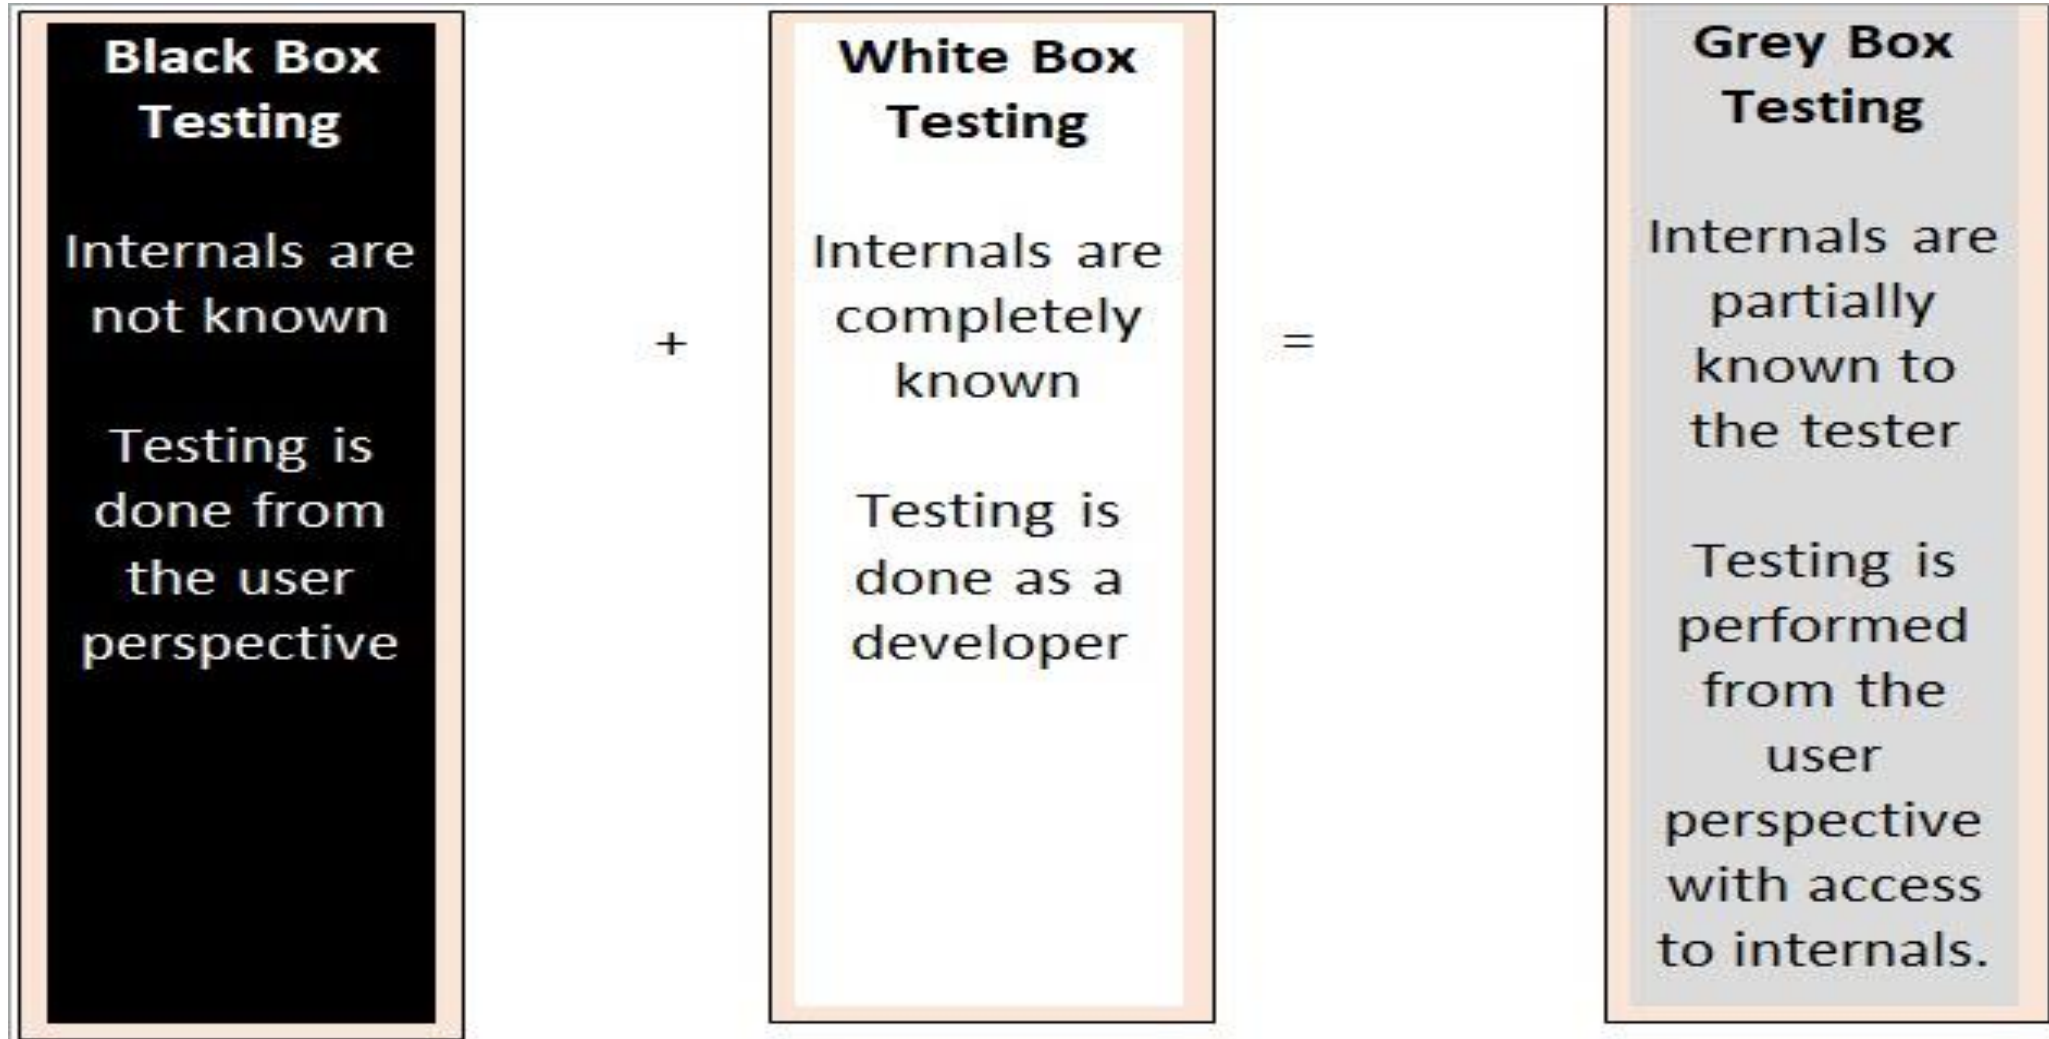 Black Box
Testing
Internals are
not known
Testing is
done from
the user
perspective
+
White Box
Testing
Internals are
completely
known
Testing is
done as a
developer
=
Grey Box
Testing
Internals are
partially
known to
the tester
Testing is
performed
from the
user
perspective
with access
to internals.